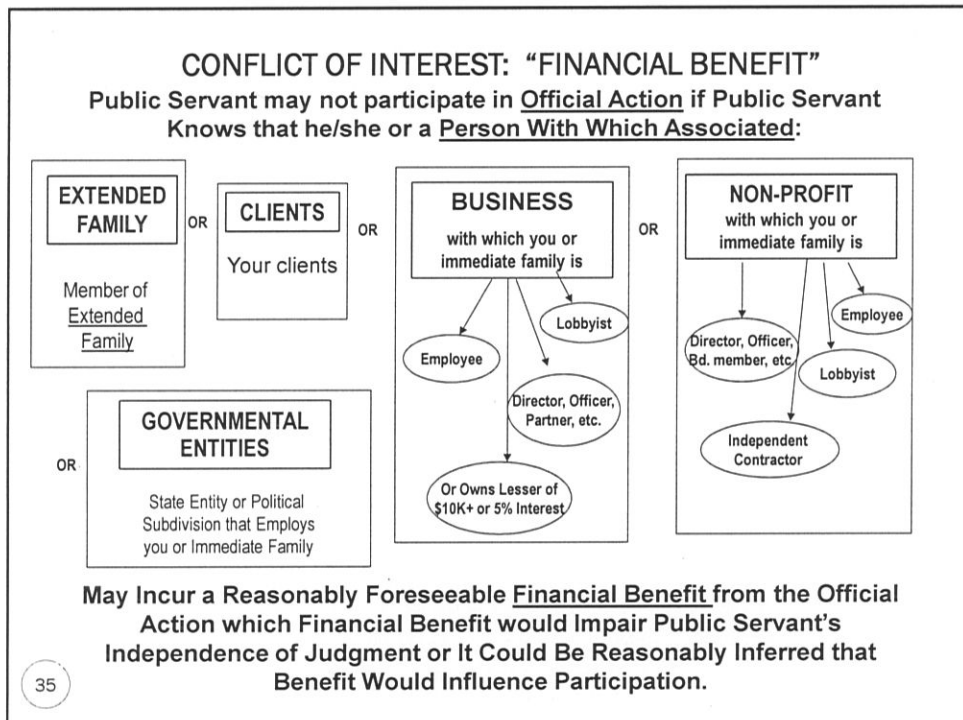 CONFLICT OF INTEREST: “FINANCIAL BENEFIT”
Public Servant may not participate in Official Action if Public Servant
Knows that he/she or a Person With Which Associated:
EXTENDED
FAMILY
Member of
Extended
Family
OR
CLIENTS
Your clients
OR
BUSINESS
with which you or
immediate family is
Lobbyist
Employee
Director, Officer,
Partner, etc.
Or Owns Lesser of
$10K+ or 5% Interest
OR
NON-PROFIT
with which you or
immediate family is
Employee
Director, Officer,
Bd. member, etc.
Lobbyist
Independent
Contractor
OR
GOVERNMENTAL
ENTITIES
State Entity or Political
Subdivision that Employs
you or Immediate Family
May Incur a Reasonably Foreseeable Financial Benefit from the Official
Action which Financial Benefit would Impair Public Servant’s
Independence of Judgment or It Could Be Reasonably Inferred that
Benefit Would Influence Participation.
35